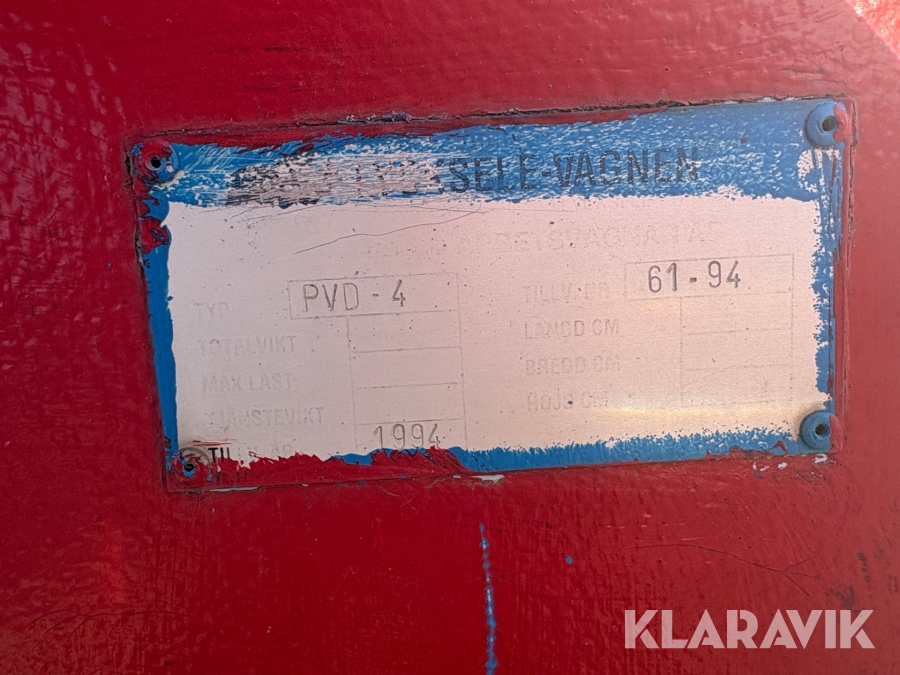 LYCKSELE-VAGNEN
TYP PVD-4 TILLV. NR 61-94
TOTALVIKT LÄNGD CM
MAX LAST BREDD CM
TJÄNSTEVIKT HÖJD CM
1994
KLARAVIK